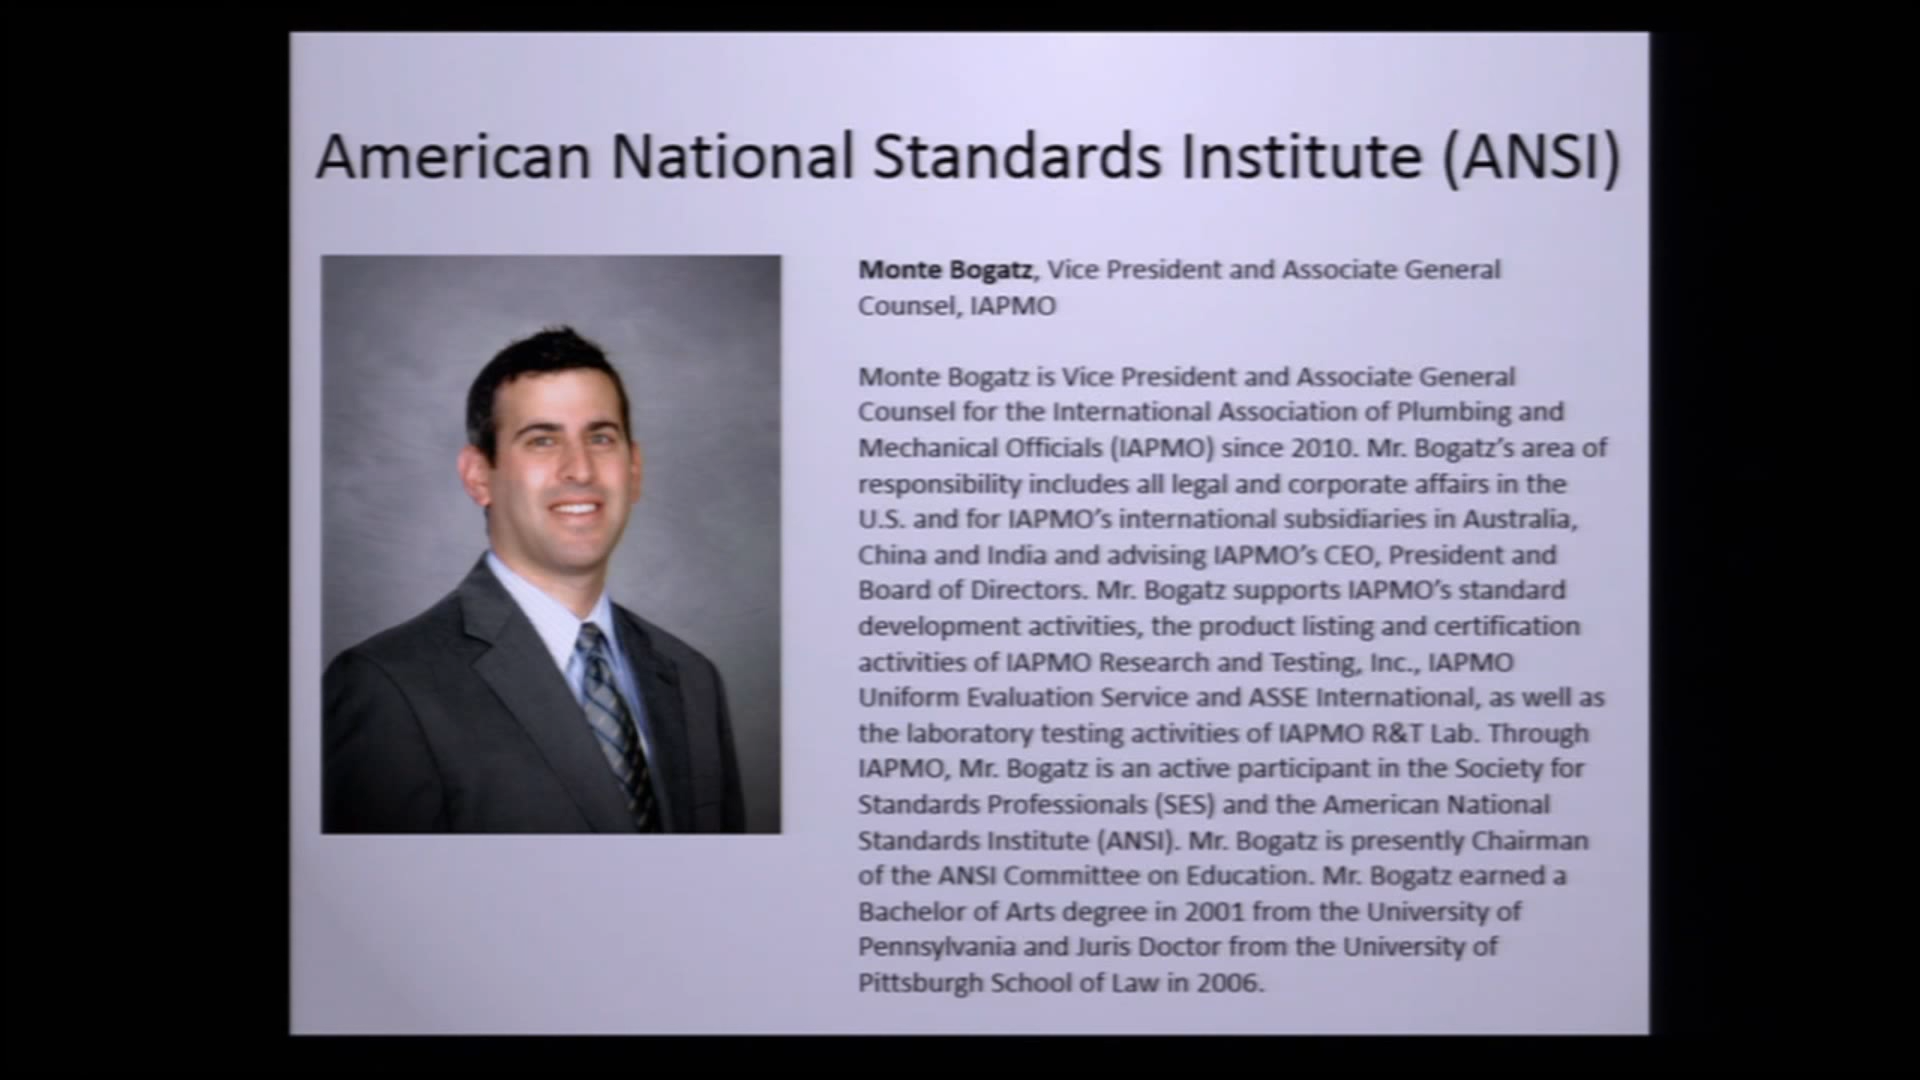 American National Standards Institute (ANSI)
Monte Bogatz, Vice President and Associate General
Counsel, IAPMO
Monte Bogatz is Vice President and Associate General
Counsel for the International Association of Plumbing and
Mechanical Officials (IAPMO) since 2010. Mr. Bogatz’s area of
responsibility includes all legal and corporate affairs in the
U.S. and for IAPMO’s international subsidiaries in Australia,
China and India and advising IAPMO’s CEO, President and
Board of Directors. Mr. Bogatz supports IAPMO’s standard
development activities, the product listing and certification
activities of IAPMO Research and Testing, Inc., IAPMO
Uniform Evaluation Service and ASSE International, as well as
the laboratory testing activities of IAPMO R&T Lab. Through
IAPMO, Mr. Bogatz is an active participant in the Society for
Standards Professionals (SES) and the American National
Standards Institute (ANSI). Mr. Bogatz is presently Chairman
of the ANSI Committee on Education. Mr. Bogatz earned a
Bachelor of Arts degree in 2001 from the University of
Pennsylvania and Juris Doctor from the University of
Pittsburgh School of Law in 2006.